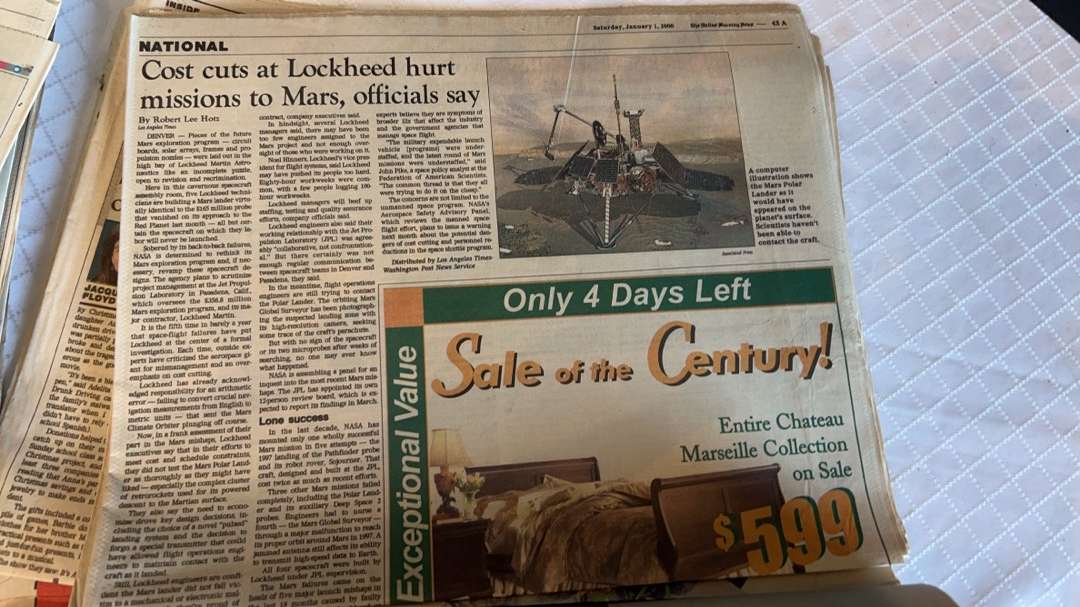 INSIDE
Saturday, January 1, 2000
The Dallas Morning News
43 A
NATIONAL
Cost cuts at Lockheed hurt
missions to Mars, officials say
By Robert Lee Hotz
Los Angeles Times
DENVER — Pieces of the future
Mars exploration program — circuit
boards, solar arrays, frames and pro-
pulsion nozzles — were laid out in the
high bay of Lockheed Martin Astro-
nautics like an incomplete puzzle,
open to revision and recrimination.
Here in this cavernous spacecraft
assembly room, five Lockheed techni-
cians are building a Mars lander virtu-
ally identical to the $165 million probe
that vanished on its approach to the
Red Planet last month — all but cer-
tain the spacecraft on which they la-
bor will never be launched.
Sobered by its back-to-back failures,
NASA is determined to rethink its
Mars exploration program and, if nec-
essary, revamp these spacecraft de-
signs. The agency plans to scrutinize
project management at the Jet Propul-
sion Laboratory in Pasadena, Calif.,
which oversees the $356.8 million
Mars exploration program, and its ma-
jor contractor, Lockheed Martin.
It is the fifth time in barely a year
that space-flight failures have put
Lockheed at the center of a formal
investigation. Each time, outside ex-
perts have criticized the aerospace gi-
ant for mismanagement and an over-
emphasis on cost cutting.
Lockheed has already acknowl-
edged responsibility for an arithmetic
error — failing to convert crucial nav-
igation measurements from English to
metric units — that sent the Mars
Climate Orbiter plunging off course.
Now, in a frank assessment of their
part in the Mars mishaps, Lockheed
executives say that in their efforts to
meet cost and schedule constraints,
they did not test the Mars Polar Land-
er as thoroughly as they might have
liked — especially the complex cluster
of retrorockets used for its powered
descent to the Martian surface.
They also say the need to econo-
mize drove key design decisions in-
cluding the choice of a novel "pulsed"
landing system and the decision to
forgo a special transmitter that could
have allowed flight operations engi-
neers to maintain contact with the
craft as it landed.
Still, Lockheed engineers are confi-
dent the Mars lander did not fall vic-
tim to a mechanical or electronic mal-
contract, company executives said.
In hindsight, several Lockheed
managers said, there may have been
too few engineers assigned to the
Mars project and not enough over-
sight of those who were working on it.
Noel Hinners, Lockheed's vice pres-
ident for flight systems, said Lockheed
may have pushed its people too hard.
Eighty-hour workweeks were com-
mon, with a few people logging 100-
hour workweeks.
Lockheed managers will beef up
staffing, testing and quality assurance
efforts, company officials said.
Lockheed engineers also said their
working relationship with the Jet Pro-
pulsion Laboratory (JPL) was agree-
ably "collaborative, not confrontation-
al." But there certainly was not
enough regular communication be-
tween spacecraft teams in Denver and
Pasadena, they said.
In the meantime, flight operations
engineers are still trying to contact
the Polar Lander. The orbiting Mars
Global Surveyor has been photograph-
ing the suspected landing zone with
its high-resolution camera, seeking
some trace of the craft's parachute.
But with no sign of the spacecraft
or its two microprobes after weeks of
searching, no one may ever know
what happened.
NASA is assembling a panel for an
inquest into the most recent Mars mis-
haps. The JPL has appointed its own
12-person review board, which is ex-
pected to report its findings in March.
Lone success
In the last decade, NASA has
mounted only one wholly successful
Mars mission in five attempts — the
1997 landing of the Pathfinder probe
and its robot rover, Sojourner. That
craft, designed and built at the JPL,
cost twice as much as recent efforts.
Three other Mars missions failed
completely, including the Polar Land-
er and its auxiliary Deep Space 2
probes. Engineers had to nurse a
fourth — the Mars Global Surveyor —
through a major malfunction to reach
its proper orbit around Mars in 1997. A
jammed antenna still affects its ability
to transmit high-speed data to Earth.
All four spacecraft were built by
Lockheed under JPL supervision.
The Mars failures came on the
heels of five major launch mishaps in
the last 18 months caused by faulty
experts believe they are symptoms of
broader ills that affect the industry
and the government agencies that
manage space flight.
"The military expendable launch
vehicle [programs] were under-
staffed, and the latest round of Mars
missions were understaffed," said
John Pike, a space policy analyst at the
Federation of American Scientists.
"The common thread is that they all
were trying to do it on the cheap."
The concerns are not limited to the
unmanned space program. NASA's
Aerospace Safety Advisory Panel,
which reviews the manned space
flight effort, plans to issue a warning
next month about the potential dan-
gers of cost cutting and personnel re-
ductions in the space shuttle program.
Distributed by Los Angeles Times-
Washington Post News Service
A computer
illustration shows
the Mars Polar
Lander as it
would have
appeared on the
planet's surface.
Scientists haven't
been able to
contact the craft.
Associated Press
Only 4 Days Left
Exceptional Value
Sale of the Century!
Entire Chateau
Marseille Collection
on Sale
$599
JACQU
FLOYD